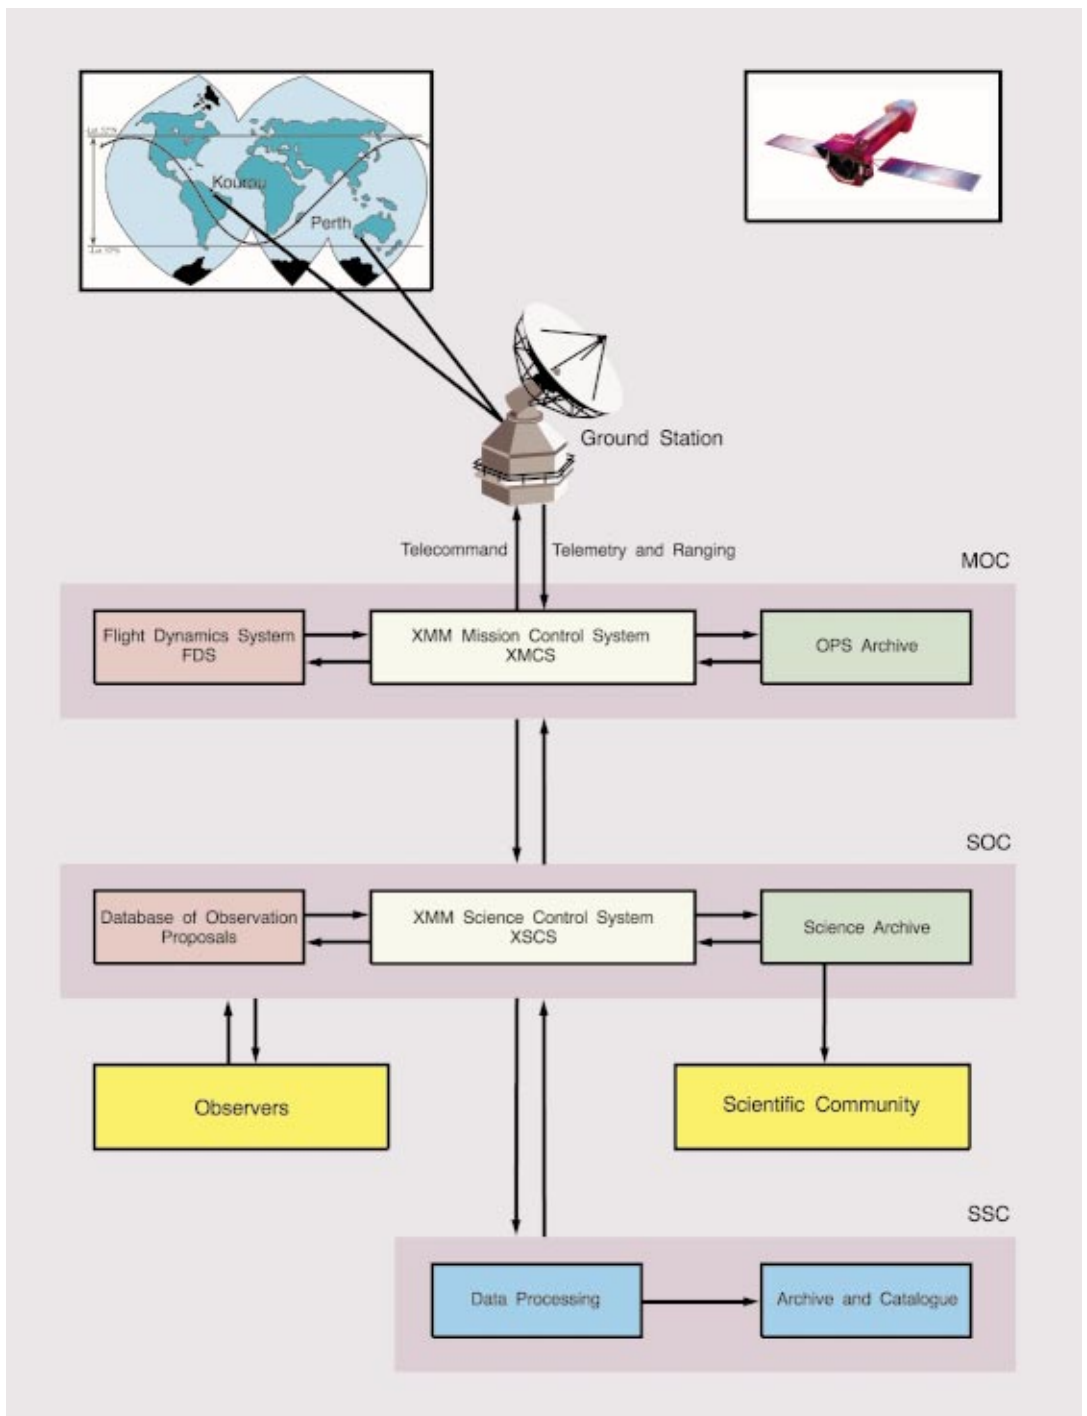 Kourou
Perth
Ground Station
Telecommand
Telemetry and Ranging
MOC
Flight Dynamics System
FDS
XMM Mission Control System
XMCS
OPS Archive
SOC
Database of Observation
Proposals
XMM Science Control System
XSCS
Science Archive
Observers
Scientific Community
SSC
Data Processing
Archive and Catalogue